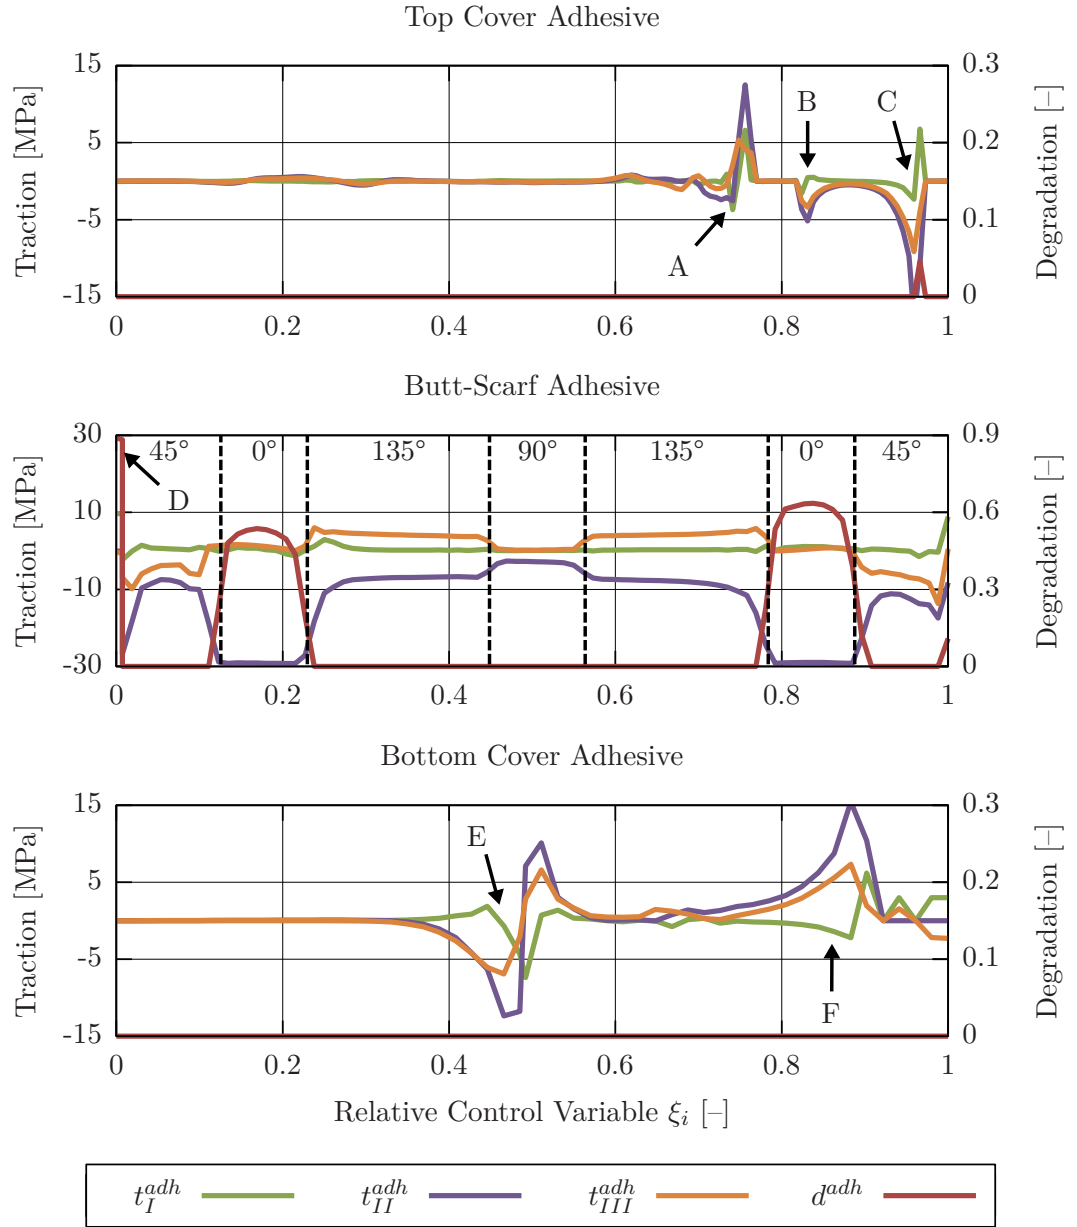 Top Cover Adhesive
Traction [MPa]
Degradation [–]
15 0.3
5 0.2
-5 0.1
-15 0
A B C
0 0.2 0.4 0.6 0.8 1
Butt-Scarf Adhesive
Traction [MPa]
Degradation [–]
30 0.9
45° 0° 135° 90° 135° 0° 45°
D
10 0.6
-10 0.3
-30 0
0 0.2 0.4 0.6 0.8 1
Bottom Cover Adhesive
Traction [MPa]
Degradation [–]
15 0.3
E
5 0.2
-5 0.1
F
-15 0
0 0.2 0.4 0.6 0.8 1
Relative Control Variable ξ_i [–]
t_I^{adh} t_{II}^{adh} t_{III}^{adh} d^{adh}